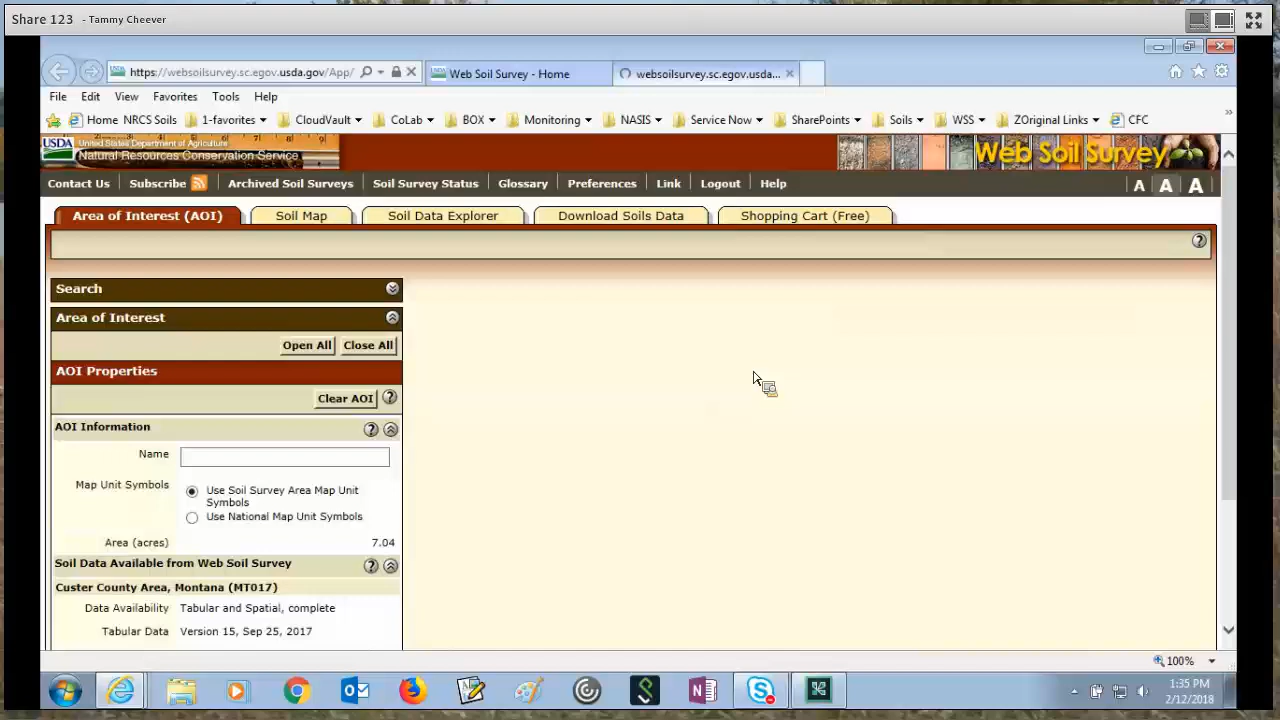 Share 123 - Tammy Cheever
https://websoilsurvey.sc.egov.usda.gov/App/
Web Soil Survey - Home
websoilsurvey.sc.egov.usda...
File Edit View Favorites Tools Help
Home NRCS Soils 1-favorites CloudVault CoLab BOX Monitoring NASIS Service Now SharePoints Soils WSS ZOriginal Links CFC
USDA United States Department of Agriculture
Natural Resources Conservation Service
Web Soil Survey
Contact Us Subscribe Archived Soil Surveys Soil Survey Status Glossary Preferences Link Logout Help A A A
Area of Interest (AOI) Soil Map Soil Data Explorer Download Soils Data Shopping Cart (Free)
Search
Area of Interest
Open All Close All
AOI Properties
Clear AOI
AOI Information
Name
Map Unit Symbols
Use Soil Survey Area Map Unit
Symbols
Use National Map Unit Symbols
Area (acres) 7.04
Soil Data Available from Web Soil Survey
Custer County Area, Montana (MT017)
Data Availability Tabular and Spatial, complete
Tabular Data Version 15, Sep 25, 2017
100%
1:35 PM
2/12/2018